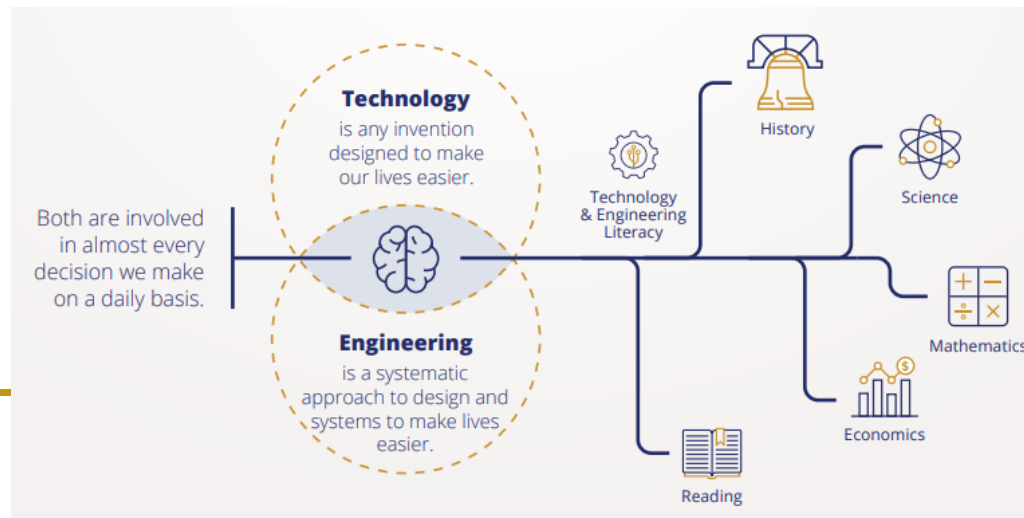 Both are involved
in almost every
decision we make
on a daily basis.
Technology
is any invention
designed to make
our lives easier.
Engineering
is a systematic
approach to design and
systems to make lives
easier.
Technology
& Engineering
Literacy
History
Science
Mathematics
Economics
$
Reading